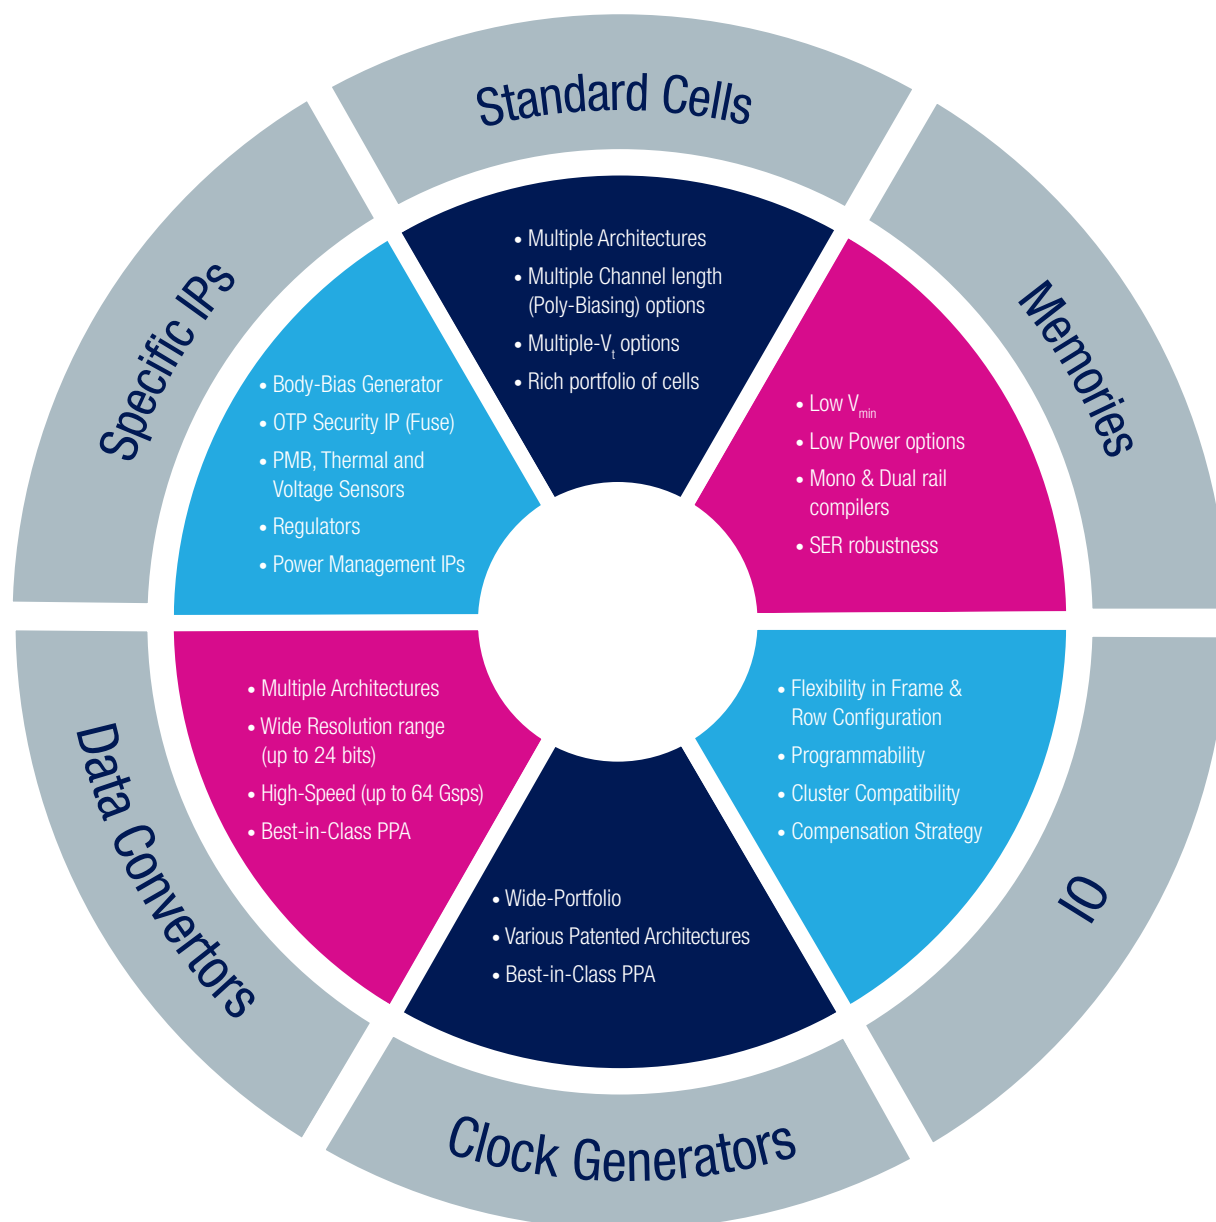 Standard Cells
• Multiple Architectures
• Multiple Channel length
(Poly-Biasing) options
• Multiple-Vt options
• Rich portfolio of cells
Memories
• Low Vmin
• Low Power options
• Mono & Dual rail
compilers
• SER robustness
IO
• Flexibility in Frame &
Row Configuration
• Programmability
• Cluster Compatibility
• Compensation Strategy
Clock Generators
• Wide-Portfolio
• Various Patented Architectures
• Best-in-Class PPA
Data Convertors
• Multiple Architectures
• Wide Resolution range
(up to 24 bits)
• High-Speed (up to 64 Gsps)
• Best-in-Class PPA
Specific IPs
• Body-Bias Generator
• OTP Security IP (Fuse)
• PMB, Thermal and
Voltage Sensors
• Regulators
• Power Management IPs